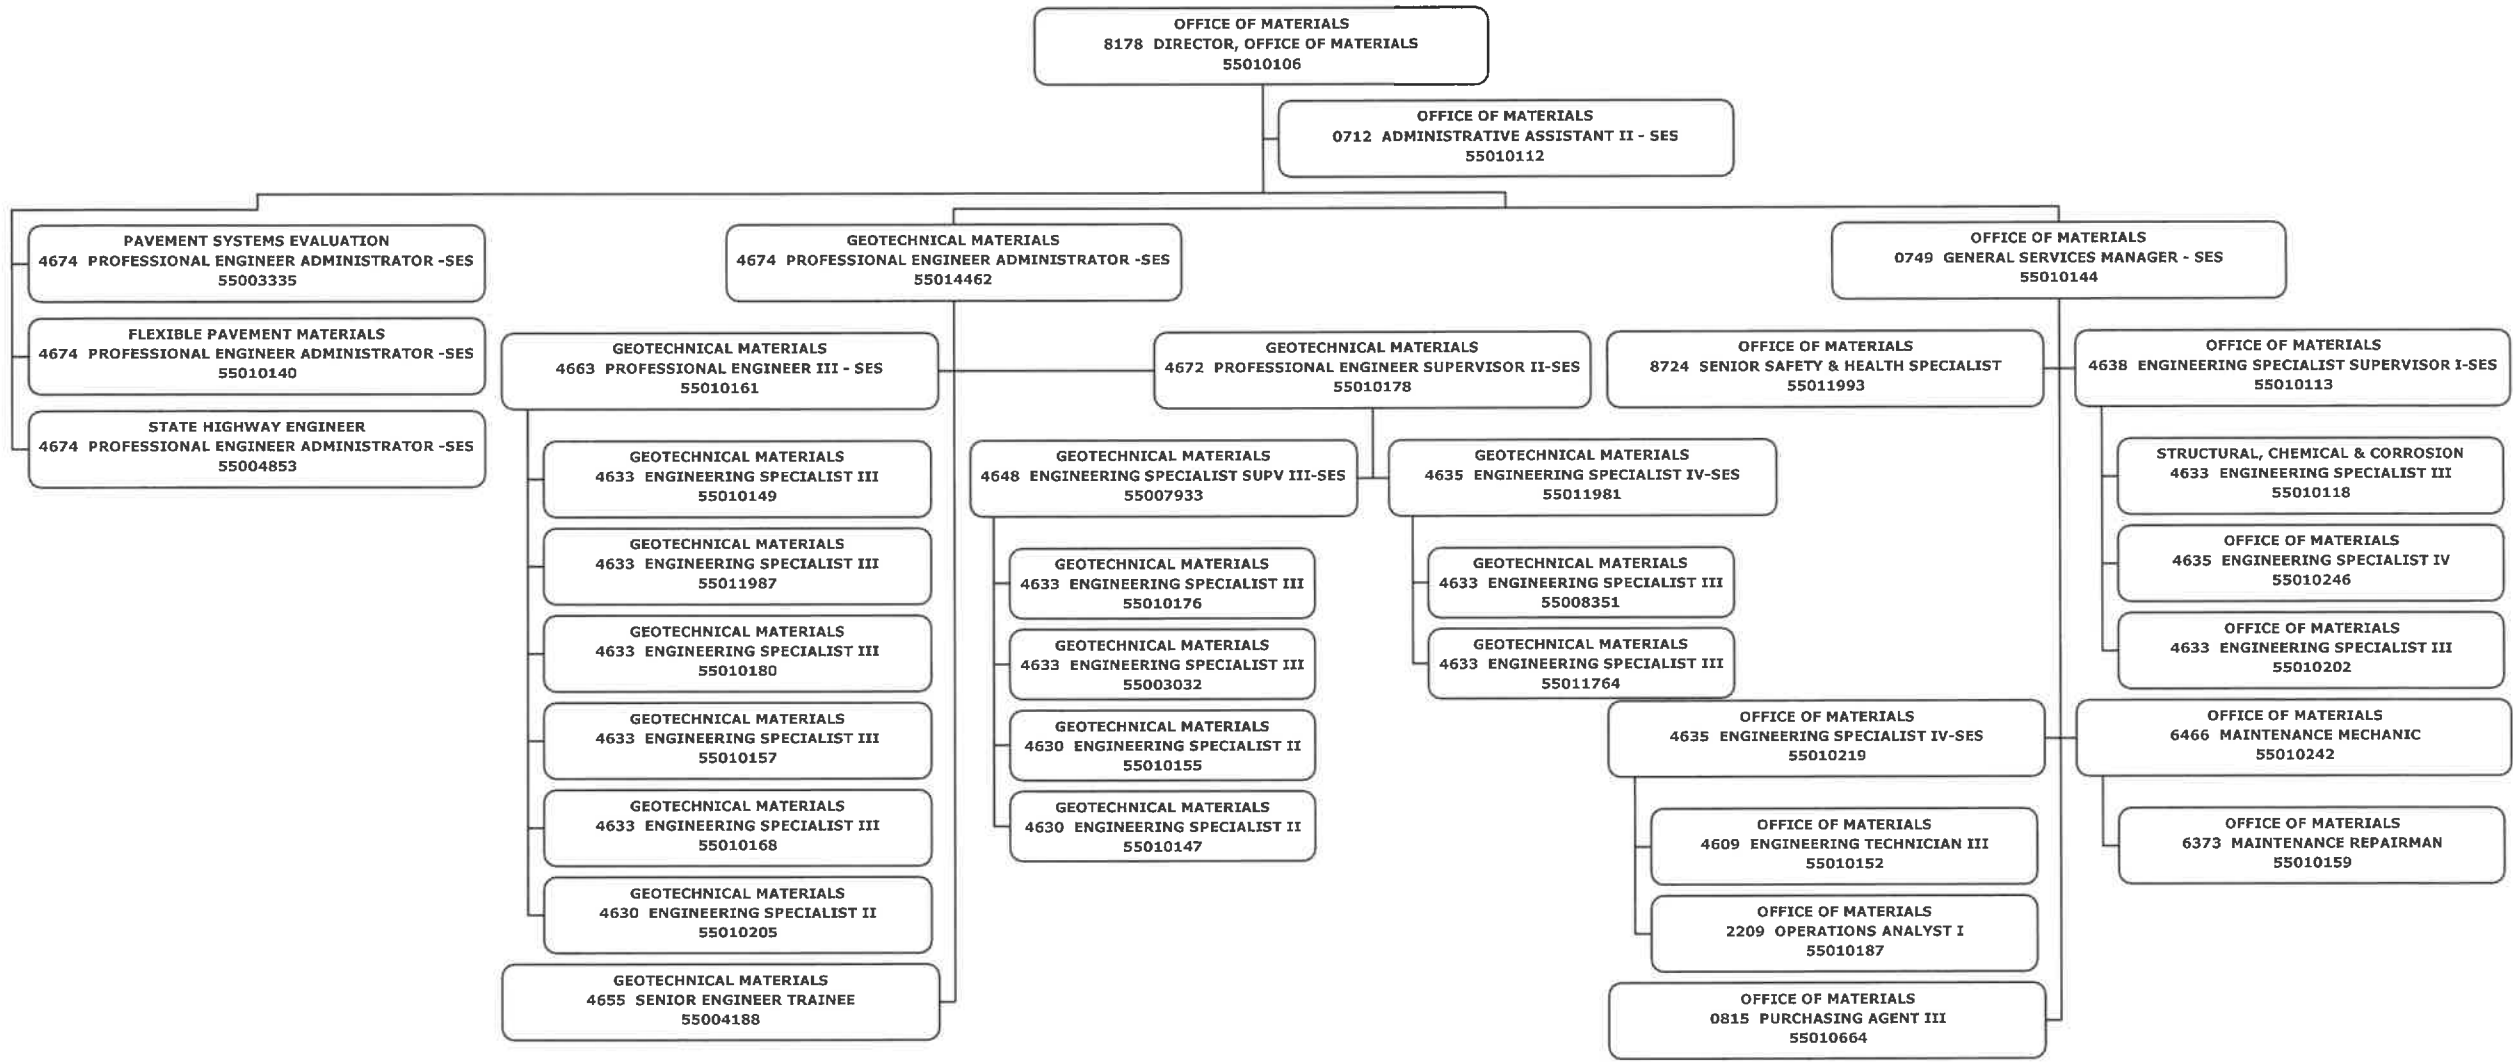 OFFICE OF MATERIALS
8178 DIRECTOR, OFFICE OF MATERIALS
55010106
OFFICE OF MATERIALS
0712 ADMINISTRATIVE ASSISTANT II - SES
55010112
PAVEMENT SYSTEMS EVALUATION
4674 PROFESSIONAL ENGINEER ADMINISTRATOR -SES
55003335
FLEXIBLE PAVEMENT MATERIALS
4674 PROFESSIONAL ENGINEER ADMINISTRATOR -SES
55010140
STATE HIGHWAY ENGINEER
4674 PROFESSIONAL ENGINEER ADMINISTRATOR -SES
55004853
GEOTECHNICAL MATERIALS
4674 PROFESSIONAL ENGINEER ADMINISTRATOR -SES
55014462
GEOTECHNICAL MATERIALS
4663 PROFESSIONAL ENGINEER III - SES
55010161
GEOTECHNICAL MATERIALS
4633 ENGINEERING SPECIALIST III
55010149
GEOTECHNICAL MATERIALS
4633 ENGINEERING SPECIALIST III
55011987
GEOTECHNICAL MATERIALS
4633 ENGINEERING SPECIALIST III
55010180
GEOTECHNICAL MATERIALS
4633 ENGINEERING SPECIALIST III
55010157
GEOTECHNICAL MATERIALS
4633 ENGINEERING SPECIALIST III
55010168
GEOTECHNICAL MATERIALS
4630 ENGINEERING SPECIALIST II
55010205
GEOTECHNICAL MATERIALS
4655 SENIOR ENGINEER TRAINEE
55004188
GEOTECHNICAL MATERIALS
4672 PROFESSIONAL ENGINEER SUPERVISOR II-SES
55010178
GEOTECHNICAL MATERIALS
4648 ENGINEERING SPECIALIST SUPV III-SES
55007933
GEOTECHNICAL MATERIALS
4633 ENGINEERING SPECIALIST III
55010176
GEOTECHNICAL MATERIALS
4633 ENGINEERING SPECIALIST III
55003032
GEOTECHNICAL MATERIALS
4630 ENGINEERING SPECIALIST II
55010155
GEOTECHNICAL MATERIALS
4630 ENGINEERING SPECIALIST II
55010147
GEOTECHNICAL MATERIALS
4635 ENGINEERING SPECIALIST IV-SES
55011981
GEOTECHNICAL MATERIALS
4633 ENGINEERING SPECIALIST III
55008351
GEOTECHNICAL MATERIALS
4633 ENGINEERING SPECIALIST III
55011764
OFFICE OF MATERIALS
0749 GENERAL SERVICES MANAGER - SES
55010144
OFFICE OF MATERIALS
8724 SENIOR SAFETY & HEALTH SPECIALIST
55011993
OFFICE OF MATERIALS
4638 ENGINEERING SPECIALIST SUPERVISOR I-SES
55010113
STRUCTURAL, CHEMICAL & CORROSION
4633 ENGINEERING SPECIALIST III
55010118
OFFICE OF MATERIALS
4635 ENGINEERING SPECIALIST IV
55010246
OFFICE OF MATERIALS
4633 ENGINEERING SPECIALIST III
55010202
OFFICE OF MATERIALS
4635 ENGINEERING SPECIALIST IV-SES
55010219
OFFICE OF MATERIALS
4609 ENGINEERING TECHNICIAN III
55010152
OFFICE OF MATERIALS
2209 OPERATIONS ANALYST I
55010187
OFFICE OF MATERIALS
6466 MAINTENANCE MECHANIC
55010242
OFFICE OF MATERIALS
6373 MAINTENANCE REPAIRMAN
55010159
OFFICE OF MATERIALS
0815 PURCHASING AGENT III
55010664